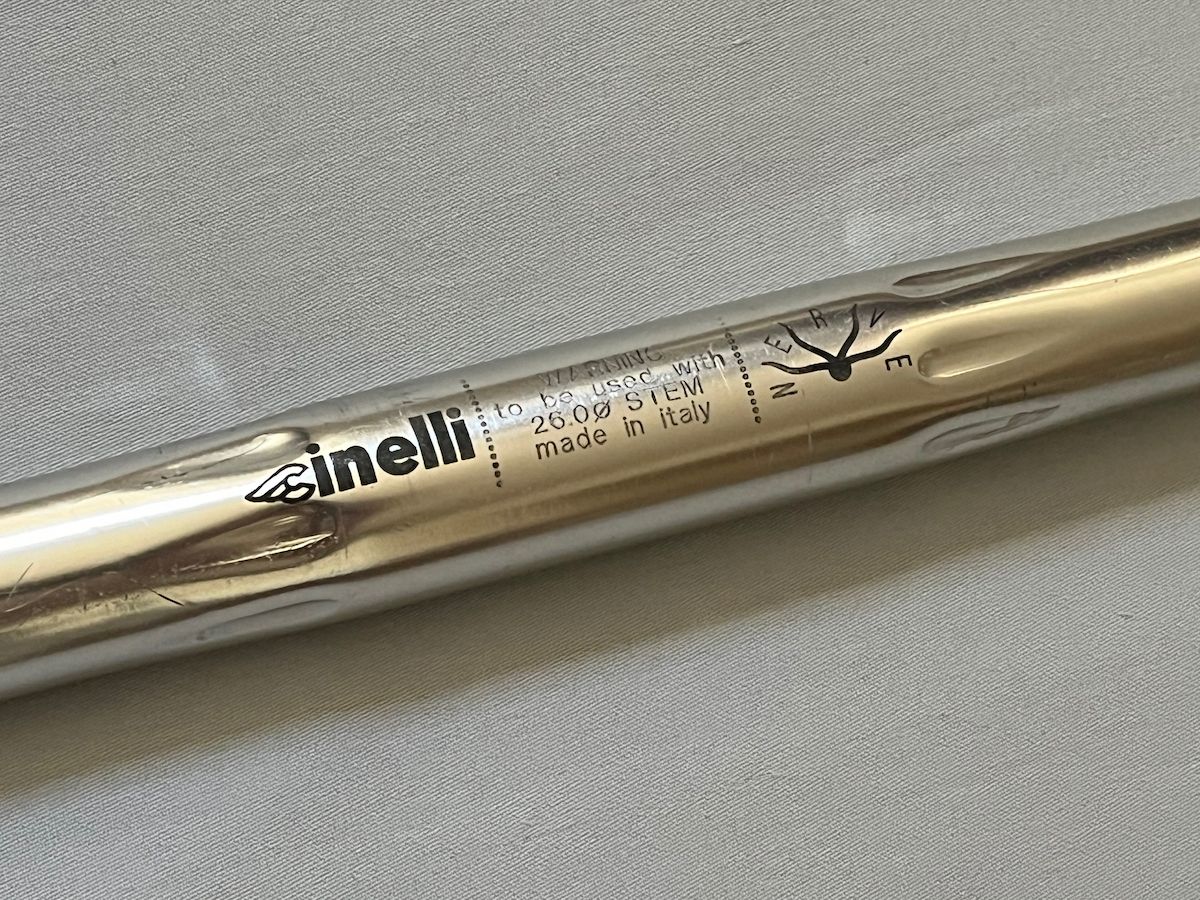 cinelli
WARNING
to be used with
26.0Ø STEM
made in italy
NERVE